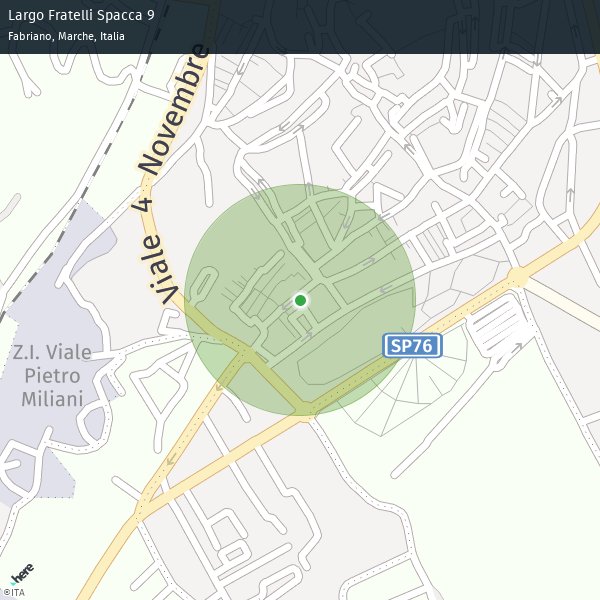 Largo Fratelli Spacca 9
Fabriano, Marche, Italia
Viale 4 Novembre
SP76
Z.I. Viale
Pietro
Miliani
here
©ITA